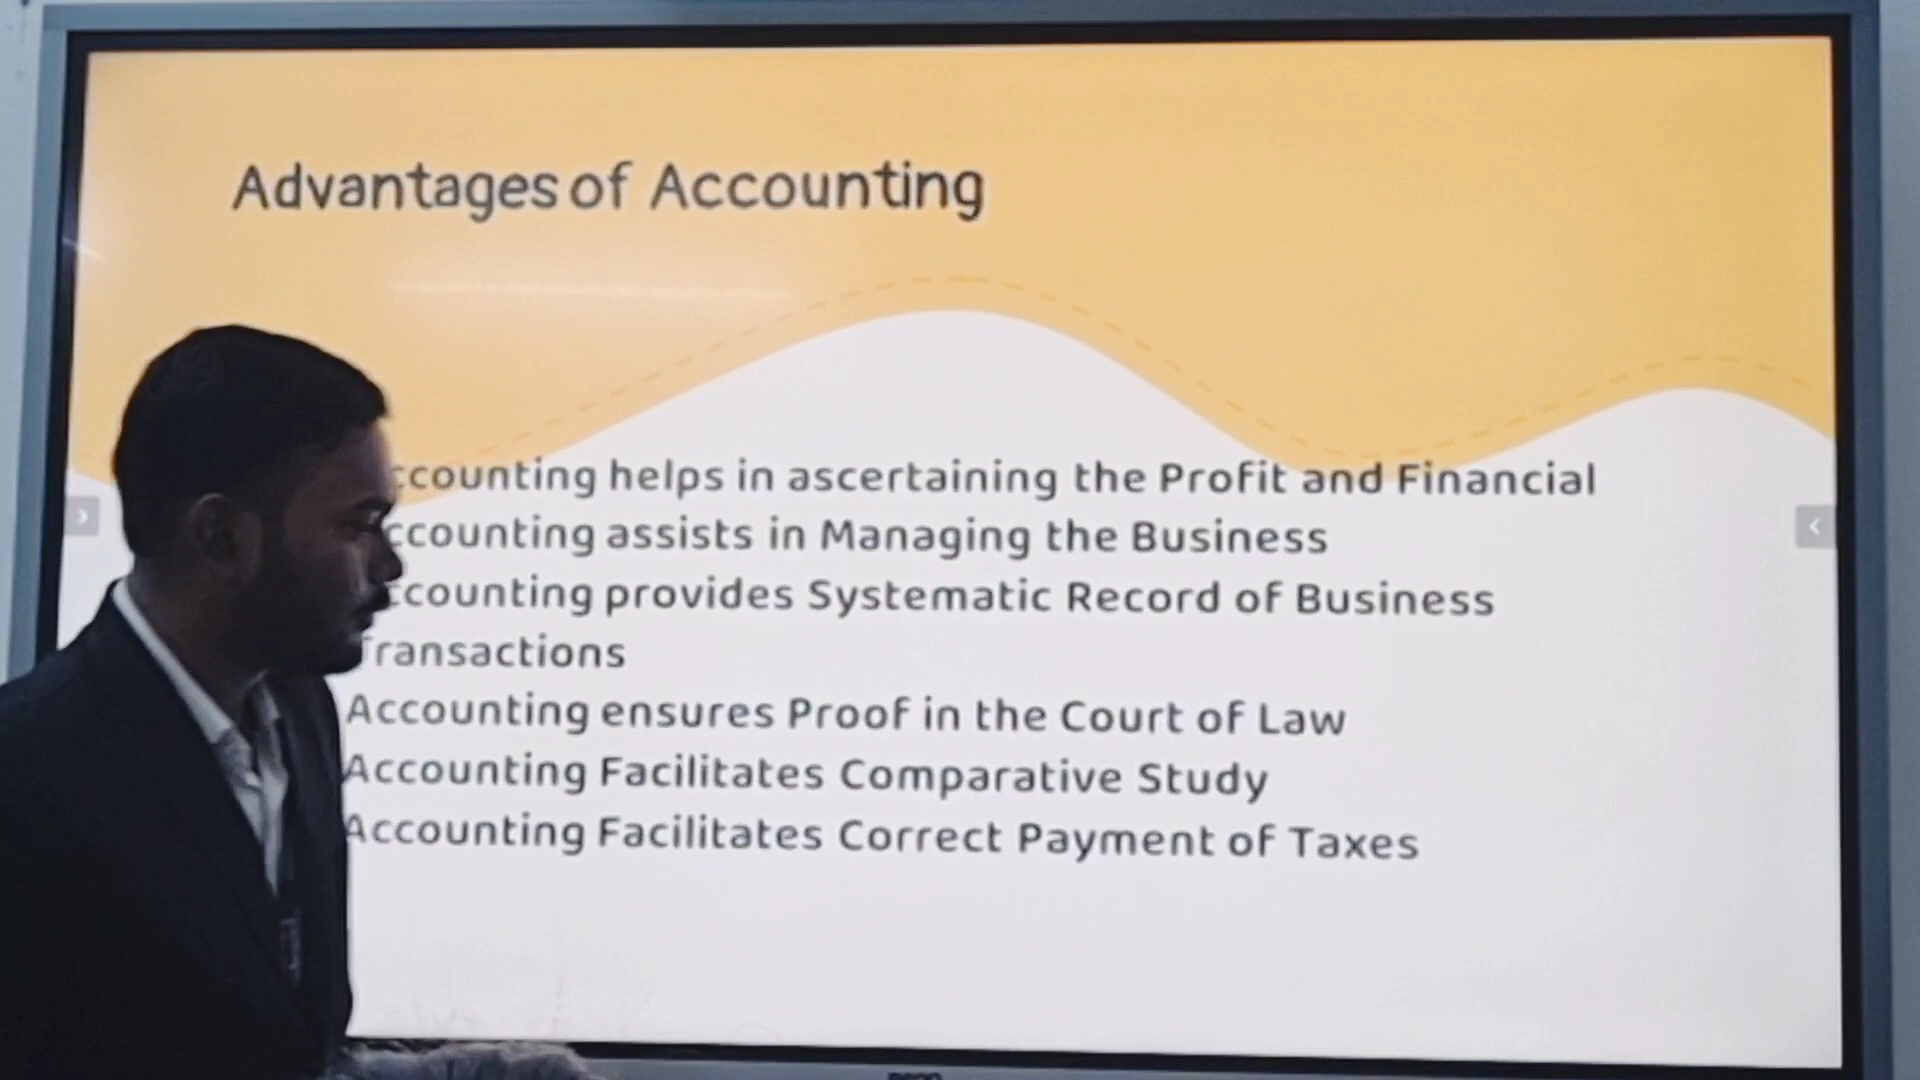 Advantages of Accounting
ccounting helps in ascertaining the Profit and Financial
ccounting assists in Managing the Business
ccounting provides Systematic Record of Business
Transactions
Accounting ensures Proof in the Court of Law
Accounting Facilitates Comparative Study
Accounting Facilitates Correct Payment of Taxes